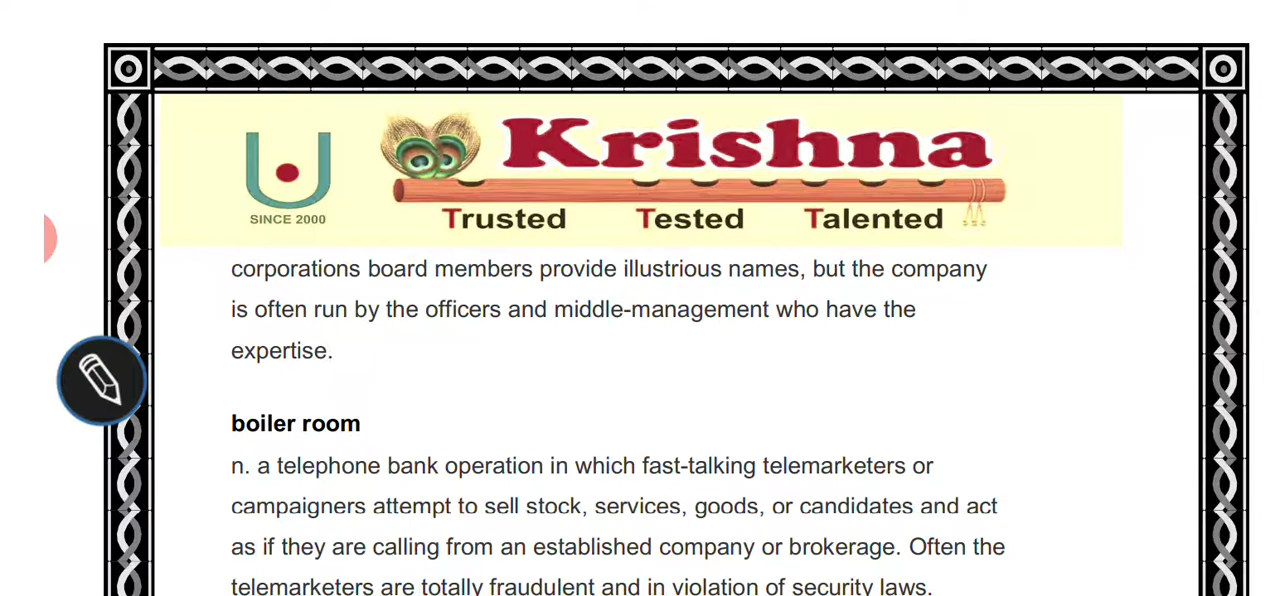 Krishna
SINCE 2000
Trusted Tested Talented
corporations board members provide illustrious names, but the company
is often run by the officers and middle-management who have the
expertise.
boiler room
n. a telephone bank operation in which fast-talking telemarketers or
campaigners attempt to sell stock, services, goods, or candidates and act
as if they are calling from an established company or brokerage. Often the
telemarketers are totally fraudulent and in violation of security laws.